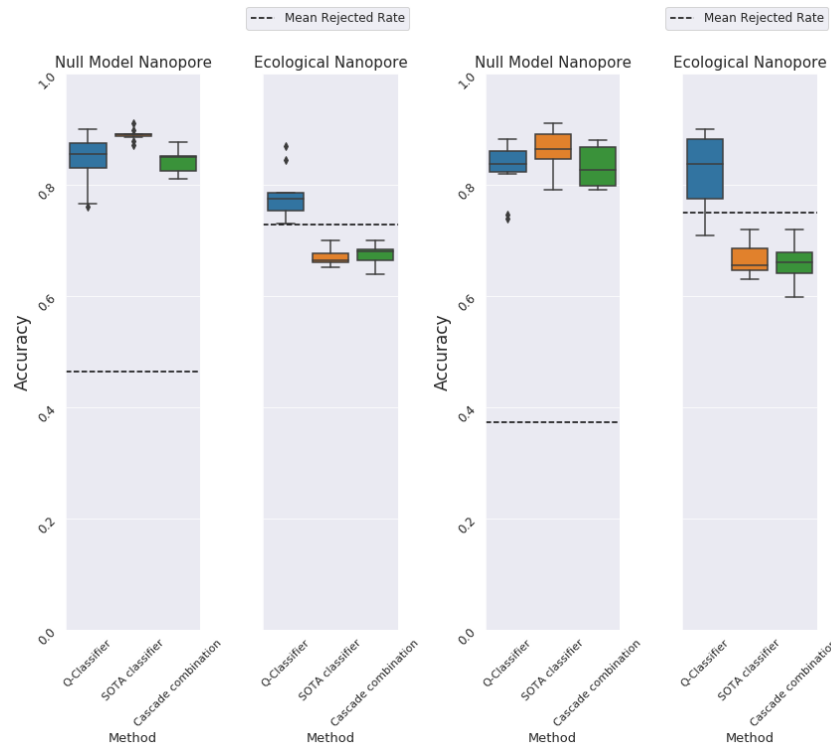 Mean Rejected Rate
Mean Rejected Rate
Null Model Nanopore
Ecological Nanopore
Null Model Nanopore
Ecological Nanopore
1.0
0.8
0.6
0.4
0.2
0.0
Accuracy
1.0
0.8
0.6
0.4
0.2
0.0
Accuracy
Q-Classifier
SOTA classifier
Cascade combination
Method
Q-Classifier
SOTA classifier
Cascade combination
Method
Q-Classifier
SOTA classifier
Cascade combination
Method
Q-Classifier
SOTA classifier
Cascade combination
Method